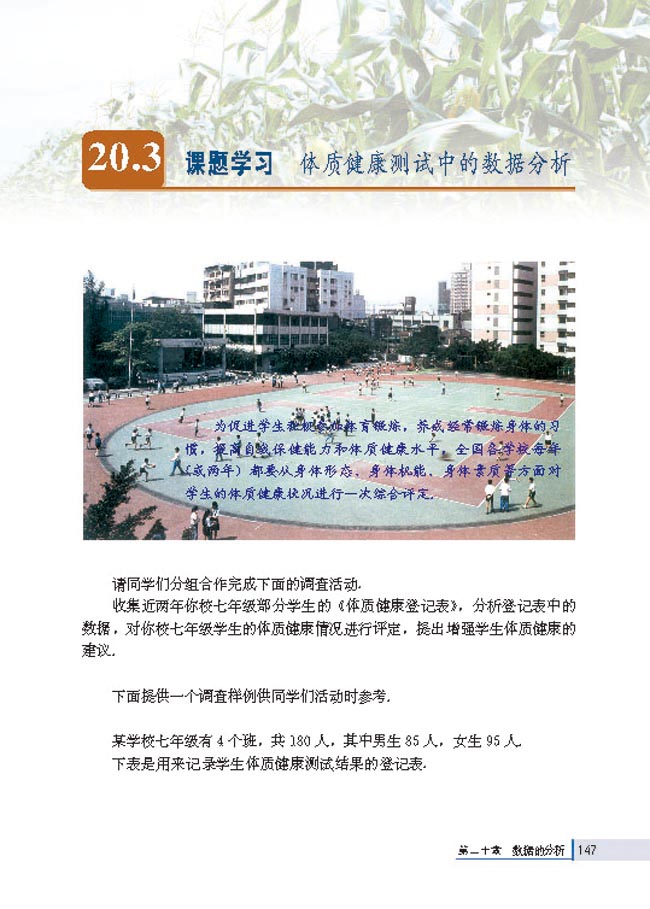 20.3 课题学习 体质健康测试中的数据分析
为促进学生积极参加体育锻炼，养成经常锻炼身体的习
惯，提高自我保健能力和体质健康水平，全国各学校每年
(或两年) 都要从身体形态、身体机能、身体素质等方面对
学生的体质健康状况进行一次综合评定.
请同学们分组合作完成下面的调查活动.
收集近两年你校七年级部分学生的《体质健康登记表》，分析登记表中的
数据，对你校七年级学生的体质健康情况进行评定，提出增强学生体质健康的
建议.
下面提供一个调查样例供同学们活动时参考.
某学校七年级有 4 个班，共 180 人，其中男生 85 人，女生 95 人.
下表是用来记录学生体质健康测试结果的登记表.
第二十章 数据的分析 147